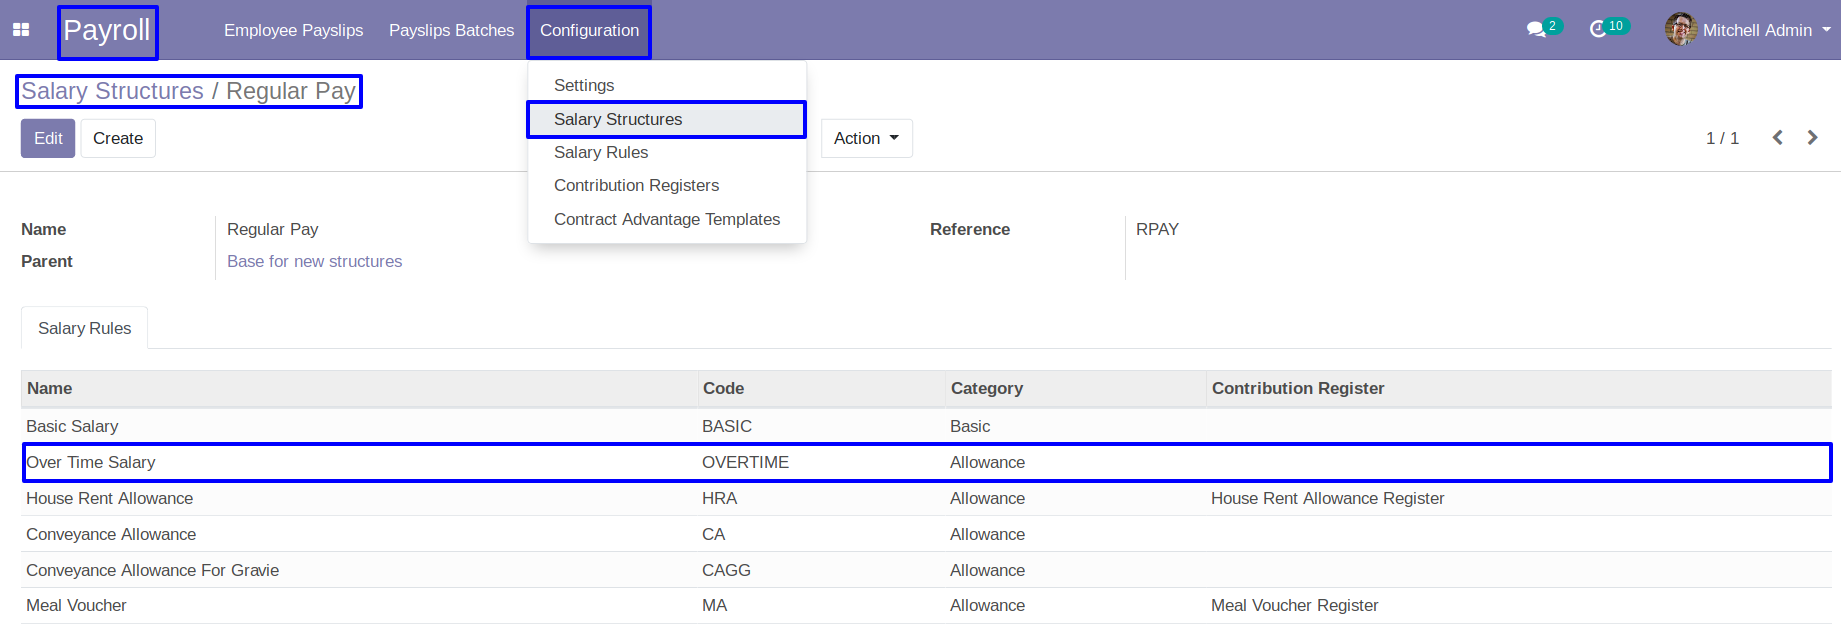 Payroll Employee Payslips Payslips Batches Configuration 2 10 Mitchell Admin
Salary Structures / Regular Pay
Edit Create Action 1 / 1
Settings
Salary Structures
Salary Rules
Contribution Registers
Contract Advantage Templates
Name Regular Pay Reference RPAY
Parent Base for new structures
Salary Rules
Name Code Category Contribution Register
Basic Salary BASIC Basic
Over Time Salary OVERTIME Allowance
House Rent Allowance HRA Allowance House Rent Allowance Register
Conveyance Allowance CA Allowance
Conveyance Allowance For Gravie CAGG Allowance
Meal Voucher MA Allowance Meal Voucher Register